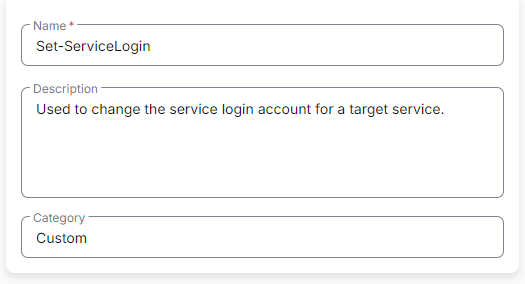 Name *
Set-ServiceLogin
Description
Used to change the service login account for a target service.
Category
Custom